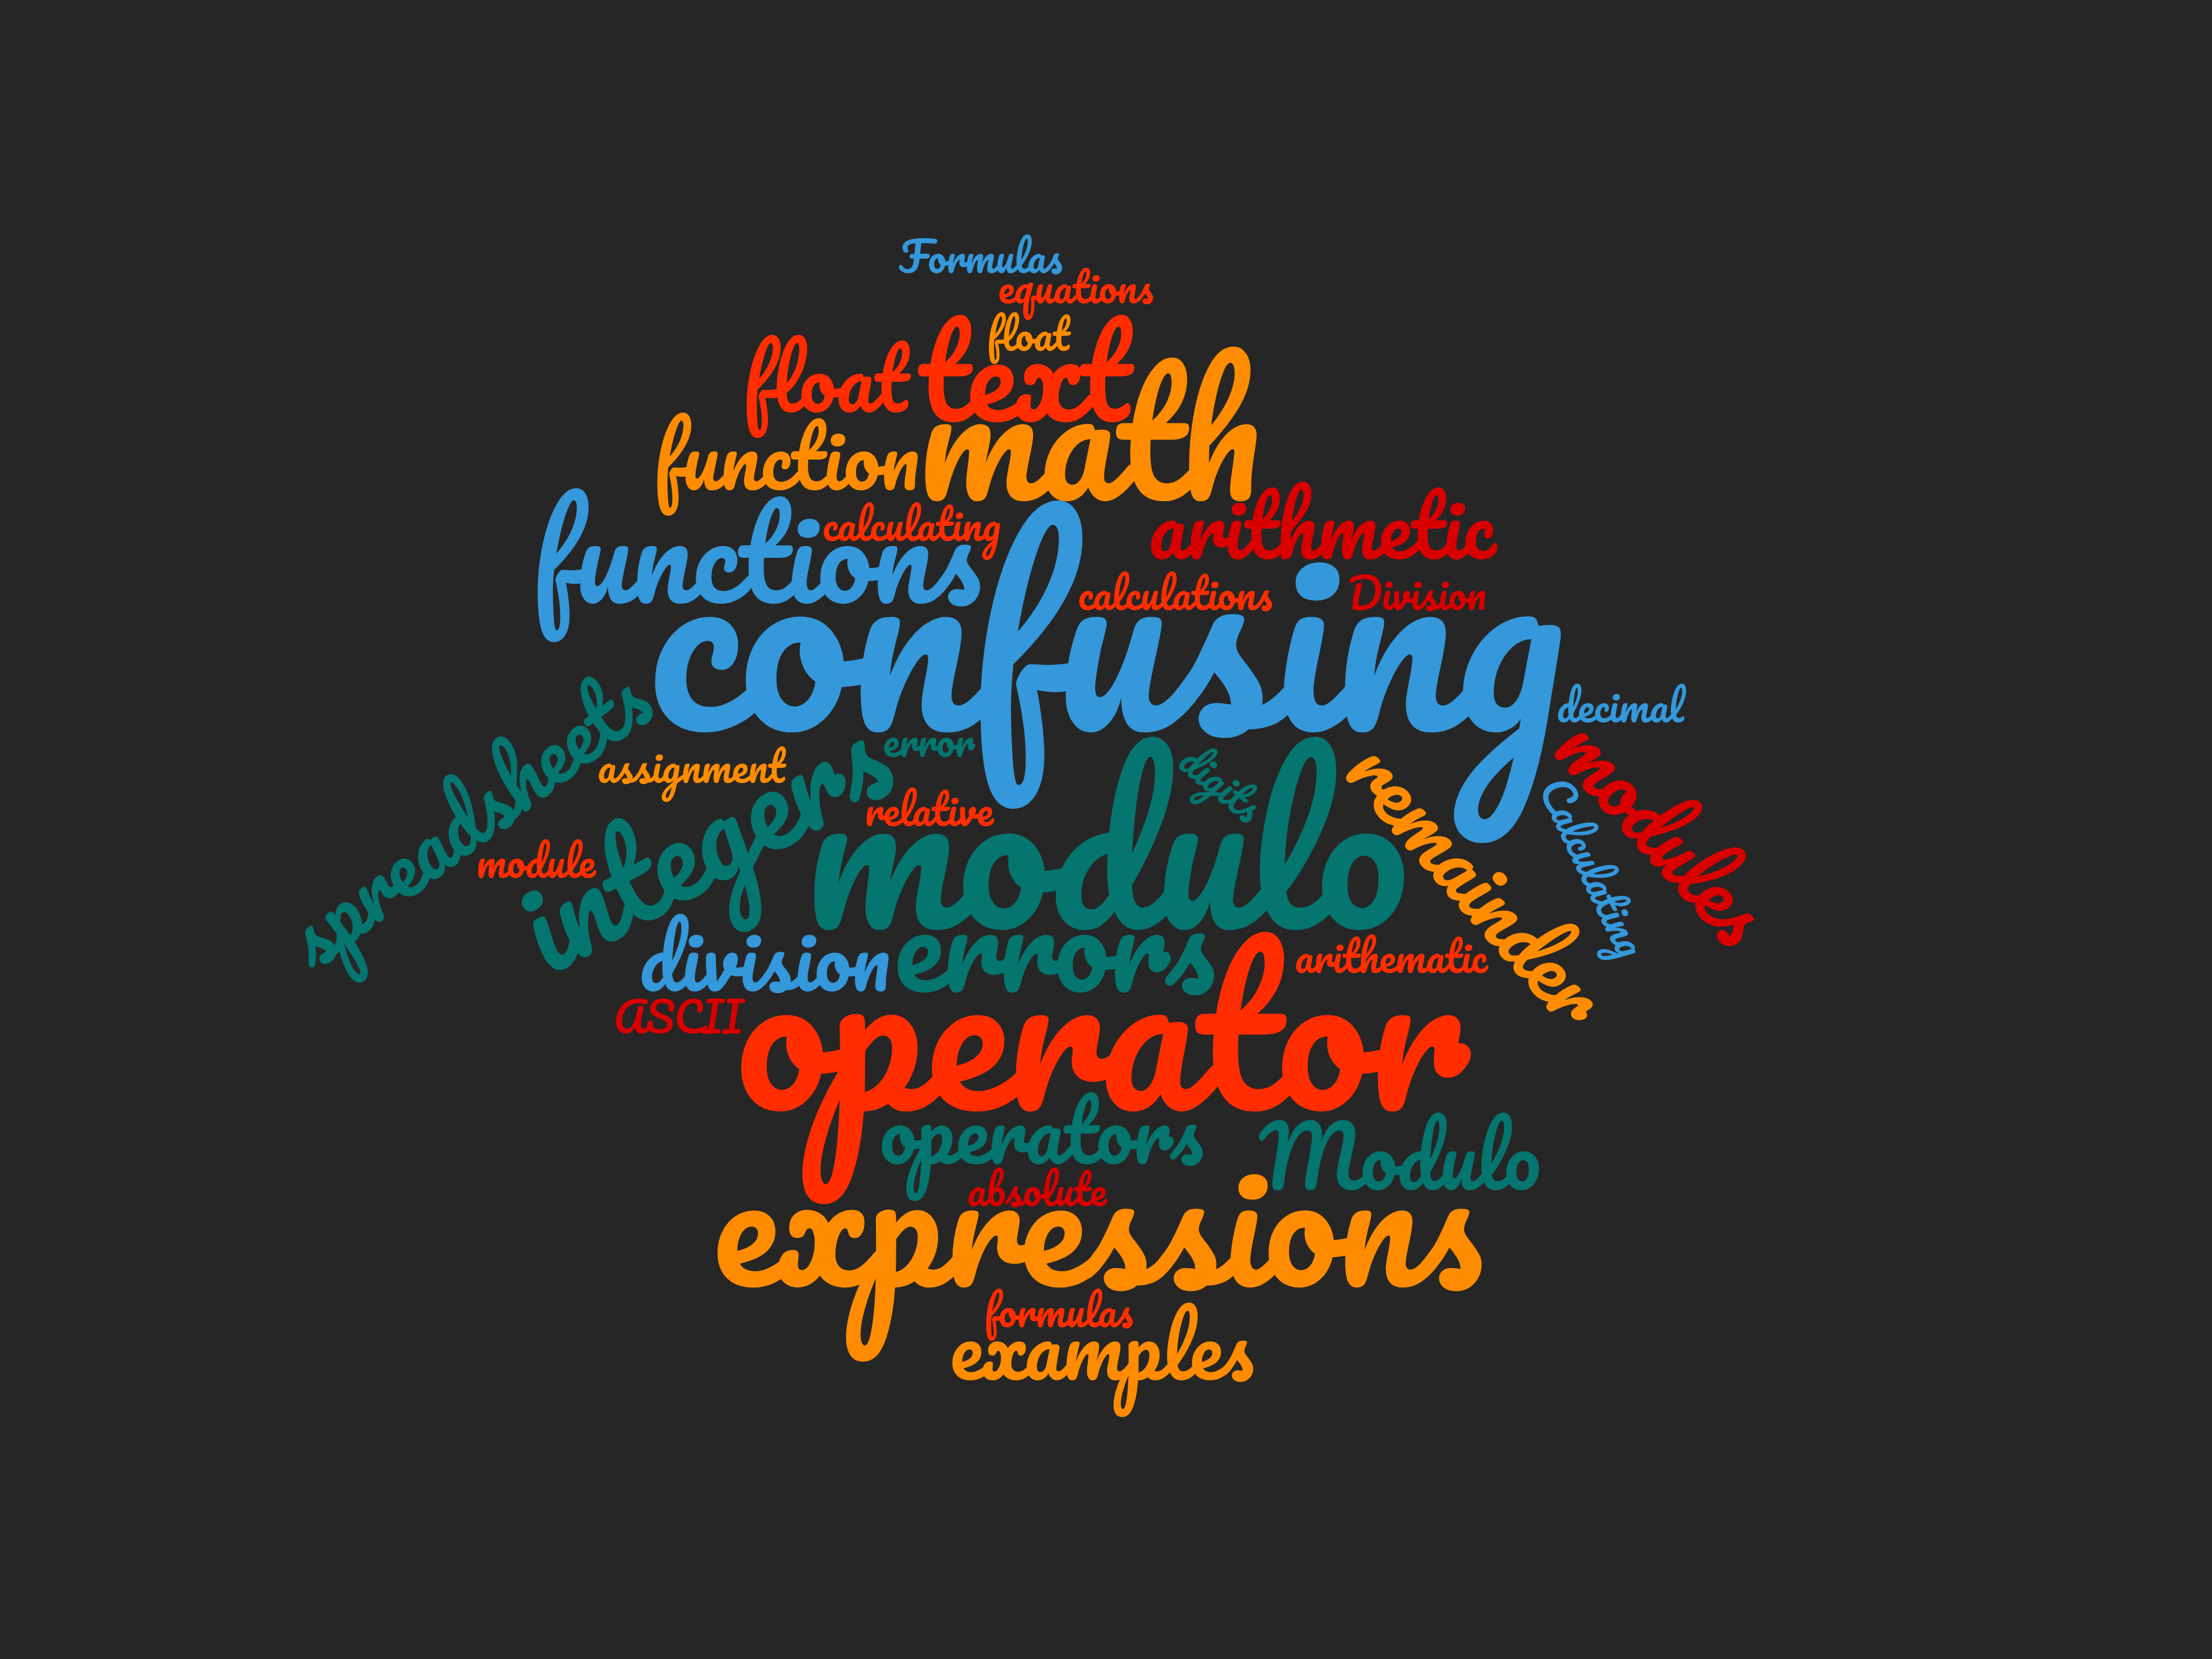 Formulas
equations
float
float text
function math
functions calculating arithmetic
calculations Division
confusing
decimal
spreadsheets
assignment
error
digits
remainder
modules
Calculating
relative
module
integers
modulo
division errors arithematic
ASCII
operator
operators Modulo
absolute
expressions
formulas
examples